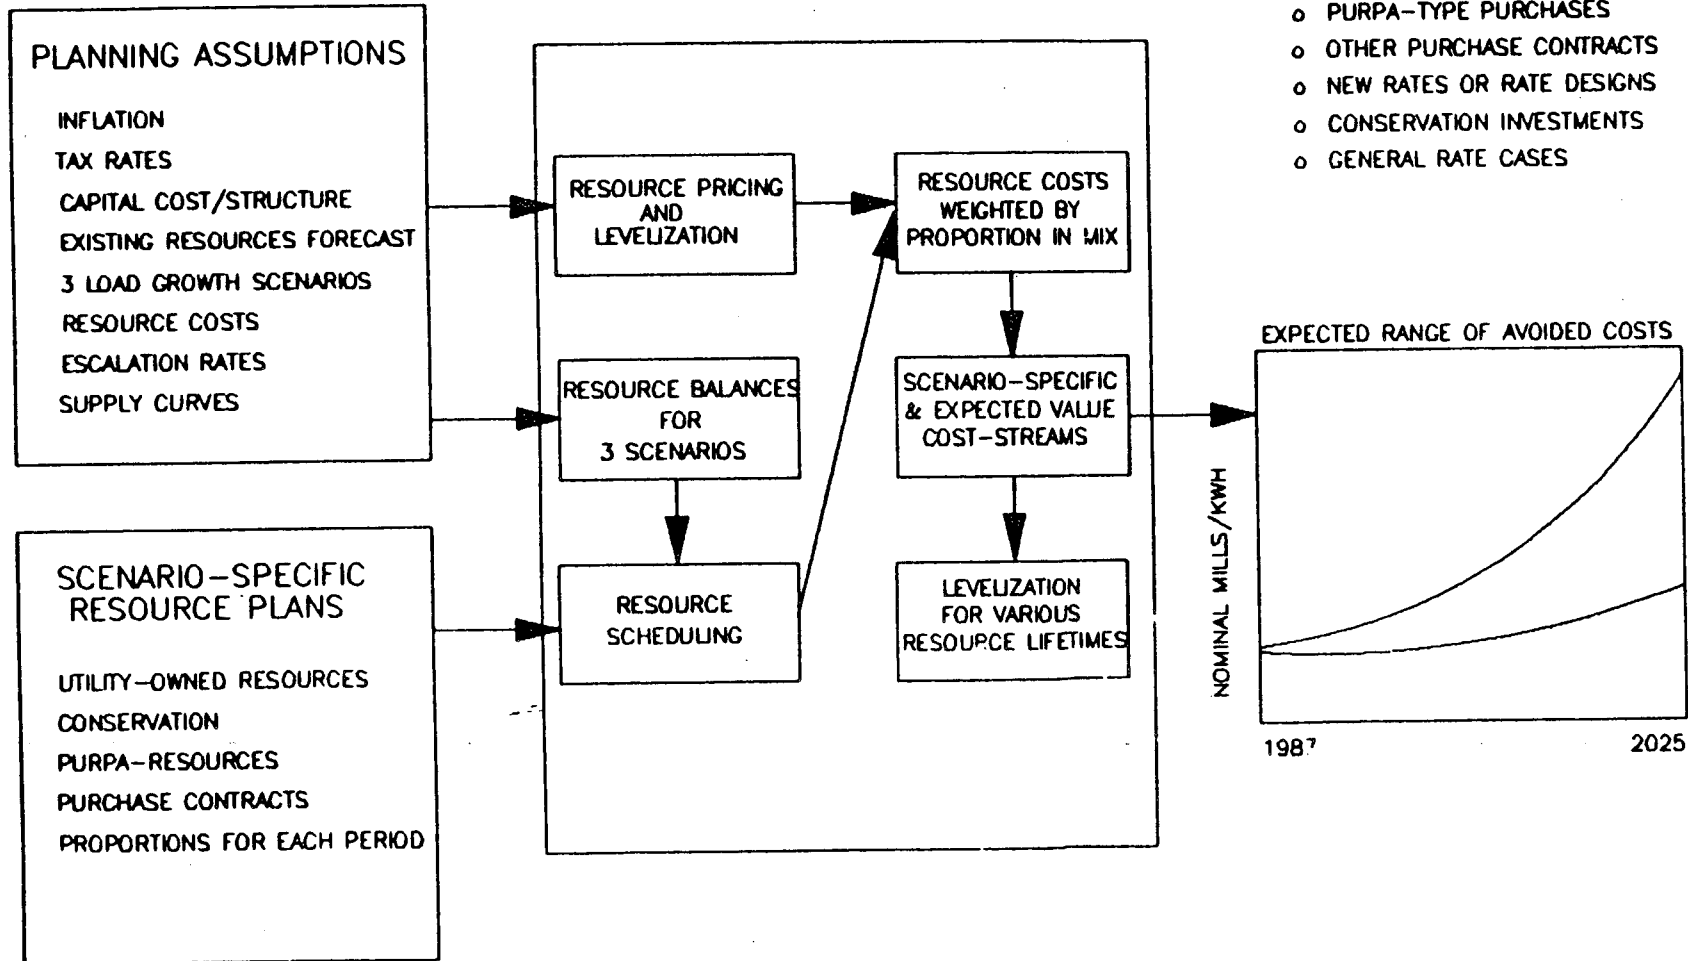 PLANNING ASSUMPTIONS
INFLATION
TAX RATES
CAPITAL COST/STRUCTURE
EXISTING RESOURCES FORECAST
3 LOAD GROWTH SCENARIOS
RESOURCE COSTS
ESCALATION RATES
SUPPLY CURVES
SCENARIO-SPECIFIC
RESOURCE PLANS
UTILITY-OWNED RESOURCES
CONSERVATION
PURPA-RESOURCES
PURCHASE CONTRACTS
PROPORTIONS FOR EACH PERIOD
RESOURCE PRICING
AND
LEVELIZATION
RESOURCE BALANCES
FOR
3 SCENARIOS
RESOURCE
SCHEDULING
RESOURCE COSTS
WEIGHTED BY
PROPORTION IN MIX
SCENARIO-SPECIFIC
& EXPECTED VALUE
COST-STREAMS
LEVELIZATION
FOR VARIOUS
RESOURCE LIFETIMES
o PURPA-TYPE PURCHASES
o OTHER PURCHASE CONTRACTS
o NEW RATES OR RATE DESIGNS
o CONSERVATION INVESTMENTS
o GENERAL RATE CASES
EXPECTED RANGE OF AVOIDED COSTS
NOMINAL MILLS/KWH
1987
2025